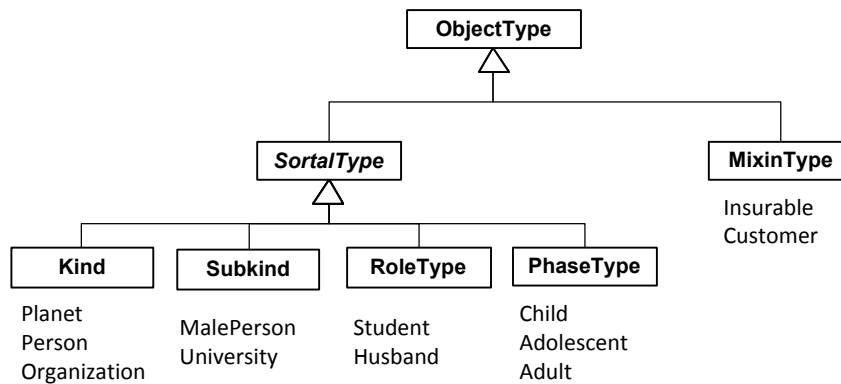 ObjectType
SortalType
MixinType
Insurable
Customer
Kind
Subkind
RoleType
PhaseType
Planet
Person
Organization
MalePerson
University
Student
Husband
Child
Adolescent
Adult